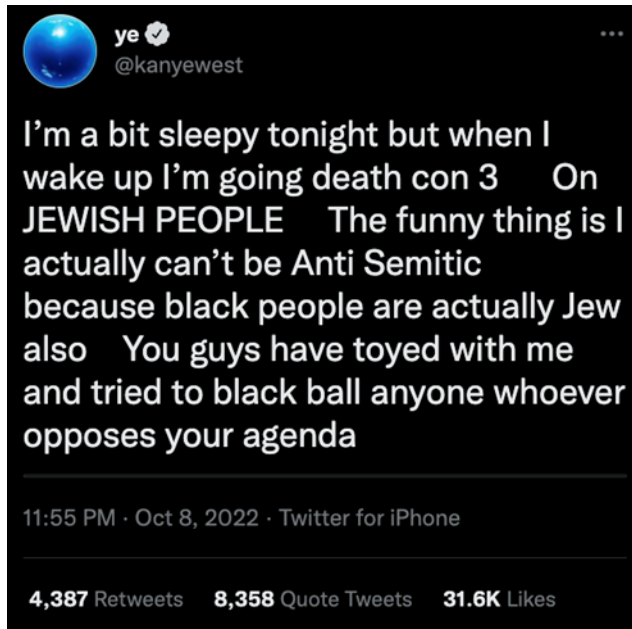 ye
@kanyewest
I'm a bit sleepy tonight but when I
wake up I'm going death con 3 On
JEWISH PEOPLE The funny thing is I
actually can't be Anti Semitic
because black people are actually Jew
also You guys have toyed with me
and tried to black ball anyone whoever
opposes your agenda
11:55 PM · Oct 8, 2022 · Twitter for iPhone
4,387 Retweets 8,358 Quote Tweets 31.6K Likes